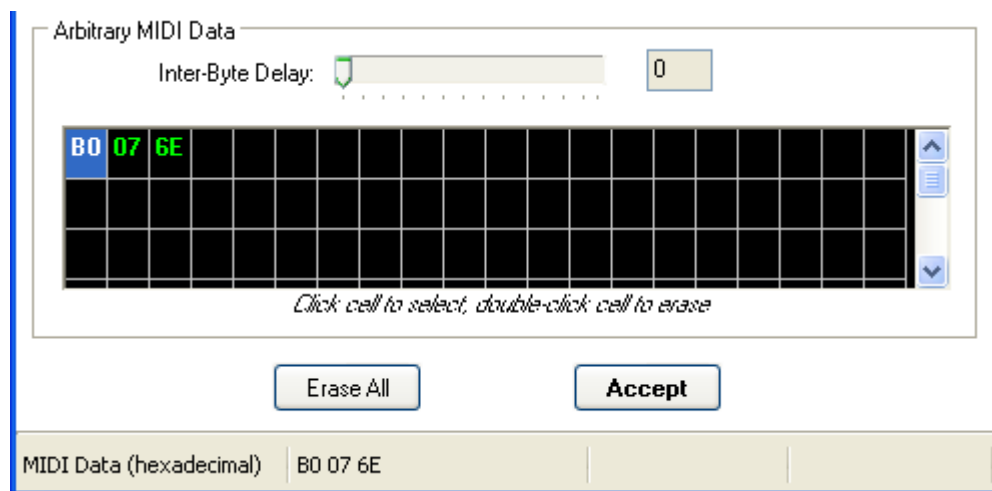 Arbitrary MIDI Data
Inter-Byte Delay: 0
B0 07 6E
Click cell to select, double-click cell to erase
Erase All Accept
MIDI Data (hexadecimal) B0 07 6E